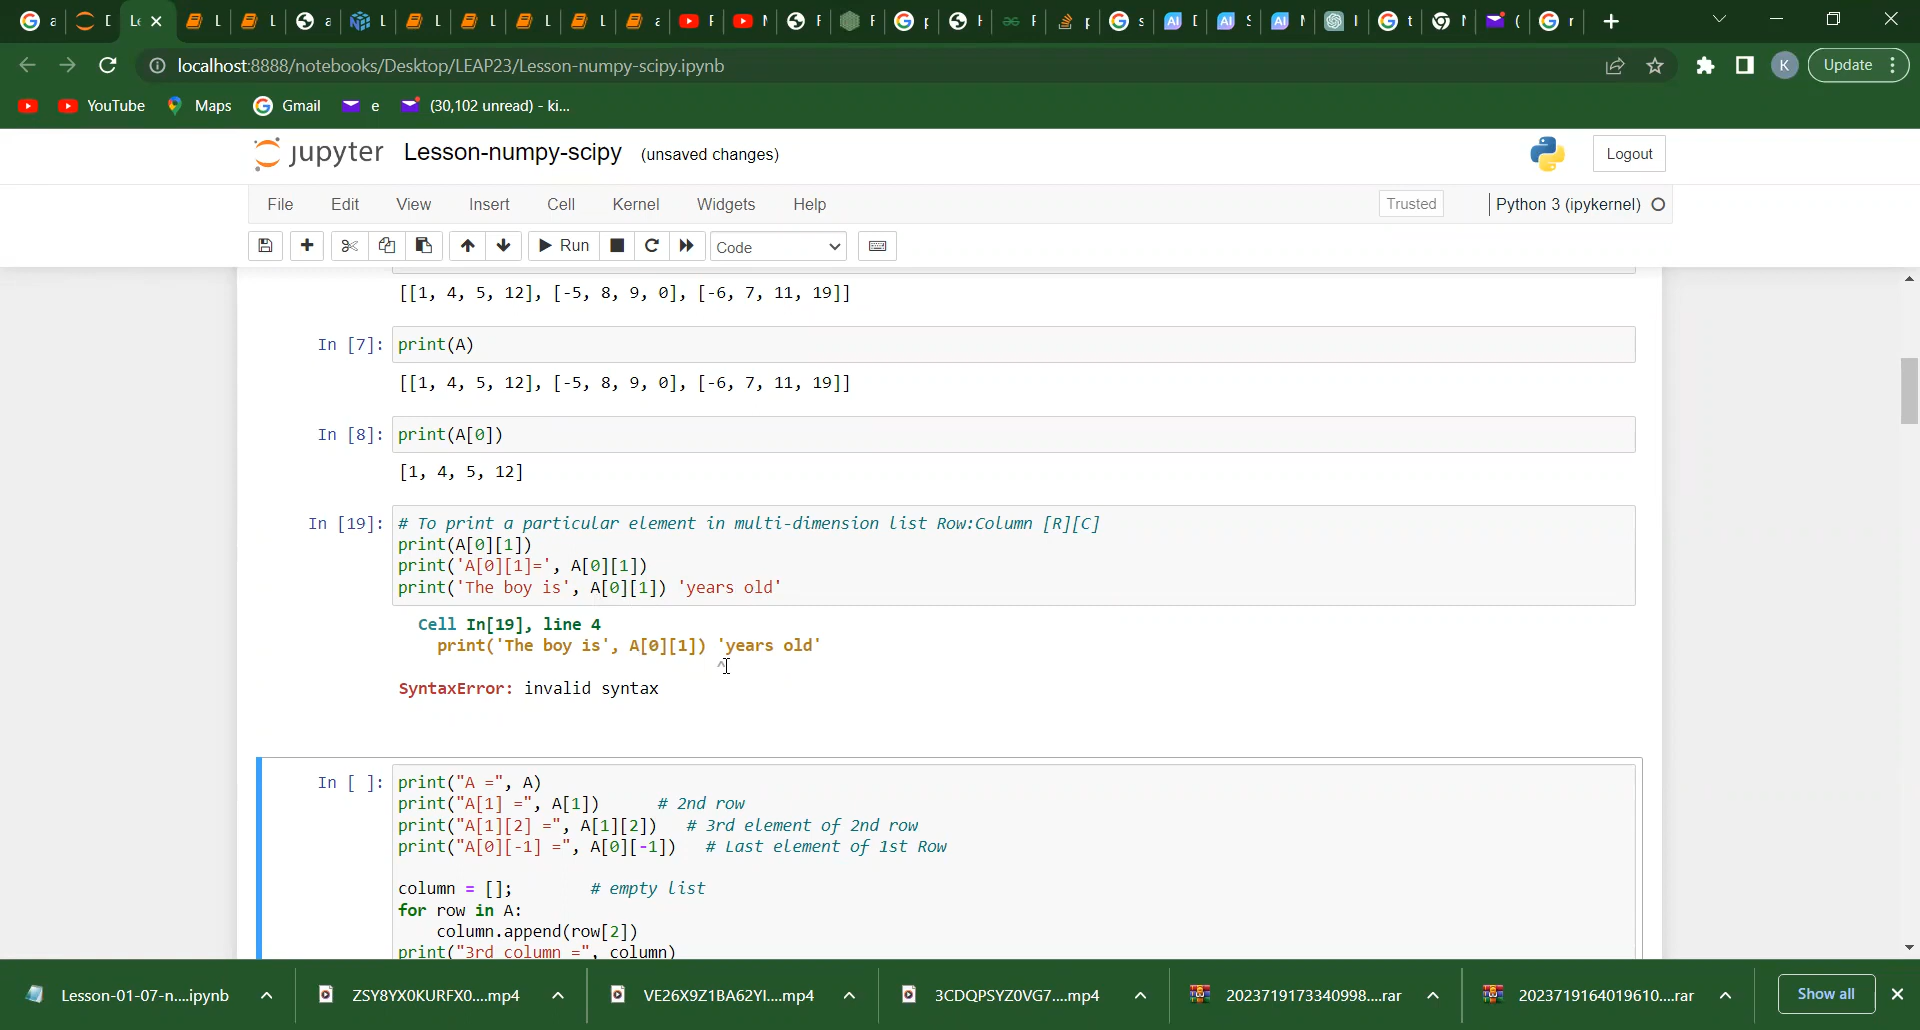 a
D
Le
L
L
a
L
L
L
L
L
a
F
M
F
F
p
H
F
p
s
D
S
M
I
t
N
(
r
localhost:8888/notebooks/Desktop/LEAP23/Lesson-numpy-scipy.ipynb
K
Update
YouTube
Maps
Gmail
e
(30,102 unread) - ki...
jupyter
Lesson-numpy-scipy
(unsaved changes)
Logout
File
Edit
View
Insert
Cell
Kernel
Widgets
Help
Trusted
Python 3 (ipykernel)
Run
Code
[[1, 4, 5, 12], [-5, 8, 9, 0], [-6, 7, 11, 19]]
In [7]: print(A)
[[1, 4, 5, 12], [-5, 8, 9, 0], [-6, 7, 11, 19]]
In [8]: print(A[0])
[1, 4, 5, 12]
In [19]: # To print a particular element in multi-dimension list Row:Column [R][C]
print(A[0][1])
print('A[0][1]=', A[0][1])
print('The boy is', A[0][1]) 'years old'
Cell In[19], line 4
print('The boy is', A[0][1]) 'years old'
^
SyntaxError: invalid syntax
In [ ]: print("A =", A)
print("A[1] =", A[1]) # 2nd row
print("A[1][2] =", A[1][2]) # 3rd element of 2nd row
print("A[0][-1] =", A[0][-1]) # Last element of 1st Row
column = []; # empty list
for row in A:
column.append(row[2])
print("3rd column =", column)
Lesson-01-07-n....ipynb
ZSY8YX0KURFX0....mp4
VE26X9Z1BA62YI....mp4
3CDQPSYZ0VG7....mp4
2023719173340998....rar
2023719164019610....rar
Show all